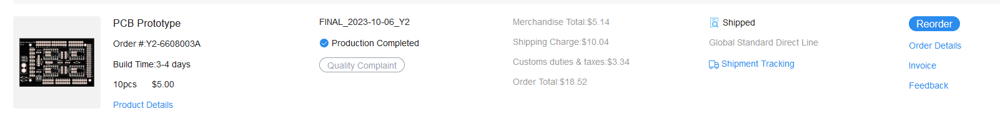 PCB Prototype
Order #:Y2-6608003A
Build Time:3-4 days
10pcs $5.00
Product Details
FINAL_2023-10-06_Y2
Production Completed
Quality Complaint
Merchandise Total:$5.14
Shipping Charge:$10.04
Customs duties & taxes:$3.34
Order Total:$18.52
Shipped
Global Standard Direct Line
Shipment Tracking
Reorder
Order Details
Invoice
Feedback